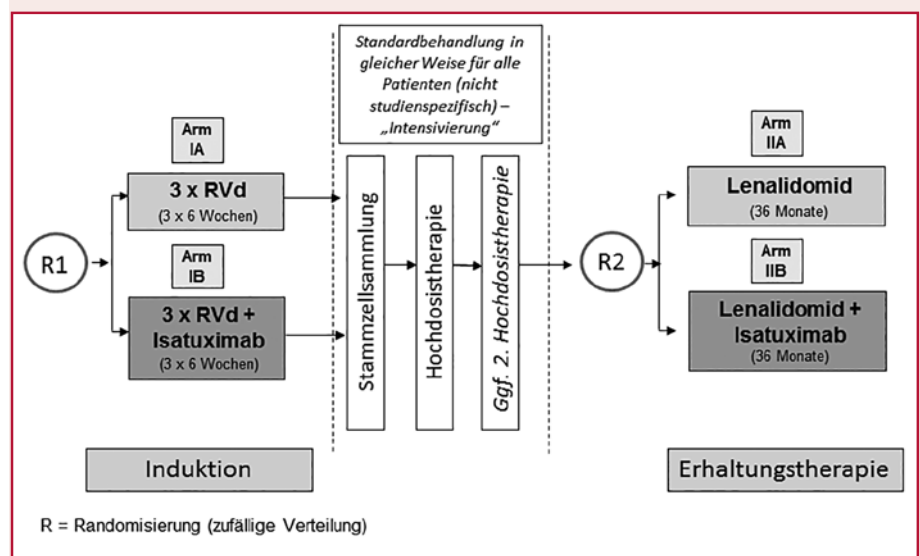 Standardbehandlung in
gleicher Weise für alle
Patienten (nicht
studienspezifisch) –
„Intensivierung“
R1
Arm
IA
3 x RVd
(3 x 6 Wochen)
Arm
IB
3 x RVd +
Isatuximab
(3 x 6 Wochen)
Stammzellsammlung
Hochdosistherapie
Ggf. 2. Hochdosistherapie
R2
Arm
IIA
Lenalidomid
(36 Monate)
Arm
IIB
Lenalidomid +
Isatuximab
(36 Monate)
Induktion
Erhaltungstherapie
R = Randomisierung (zufällige Verteilung)